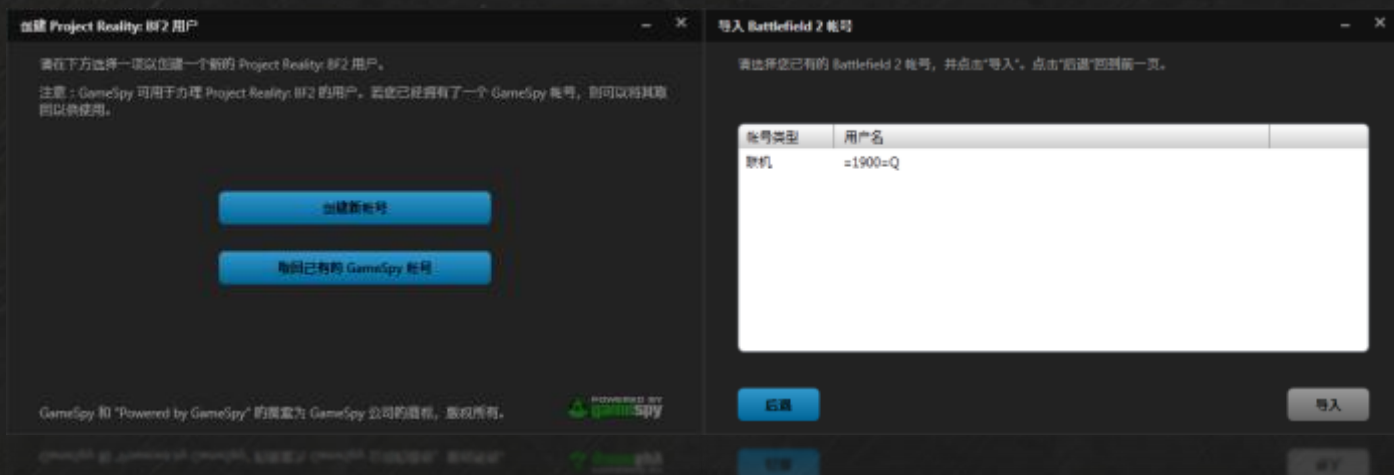 创建 Project Reality: BF2 用户
请在下方选择一项以创建一个新的 Project Reality: BF2 用户。
注意：GameSpy 可用于办理 Project Reality: BF2 的用户。若您已经拥有了一个 GameSpy 帐号，则可以将其取
回以供使用。
创建新帐号
取回已有的 GameSpy 帐号
GameSpy 和 "Powered by GameSpy" 的图案为 GameSpy 公司的商标，版权所有。
POWERED BY
gamespy
导入 Battlefield 2 帐号
请选择您已有的 Battlefield 2 帐号，并点击"导入"。点击"后退"回到前一页。
帐号类型 用户名
联机 =1900=Q
后退
导入